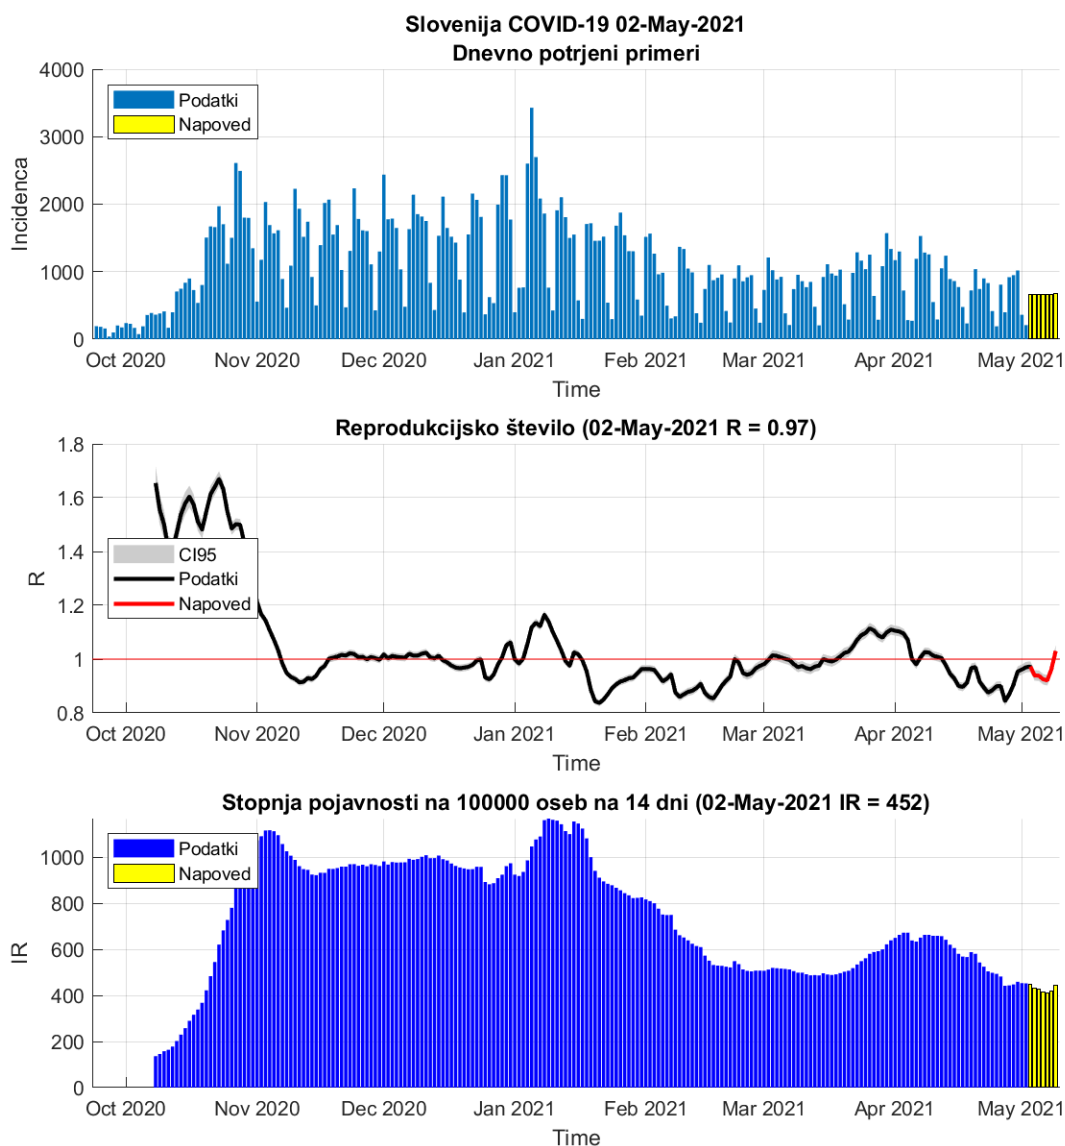 Slovenija COVID-19 02-May-2021
Dnevno potrjeni primeri
4000
3000
2000
1000
0
Incidenca
Podatki
Napoved
Oct 2020 Nov 2020 Dec 2020 Jan 2021 Feb 2021 Mar 2021 Apr 2021 May 2021
Time
Reprodukcijsko število (02-May-2021 R = 0.97)
1.8
1.6
1.4
1.2
1
0.8
R
CI95
Podatki
Napoved
Oct 2020 Nov 2020 Dec 2020 Jan 2021 Feb 2021 Mar 2021 Apr 2021 May 2021
Time
Stopnja pojavnosti na 100000 oseb na 14 dni (02-May-2021 IR = 452)
1000
800
600
400
200
0
IR
Podatki
Napoved
Oct 2020 Nov 2020 Dec 2020 Jan 2021 Feb 2021 Mar 2021 Apr 2021 May 2021
Time